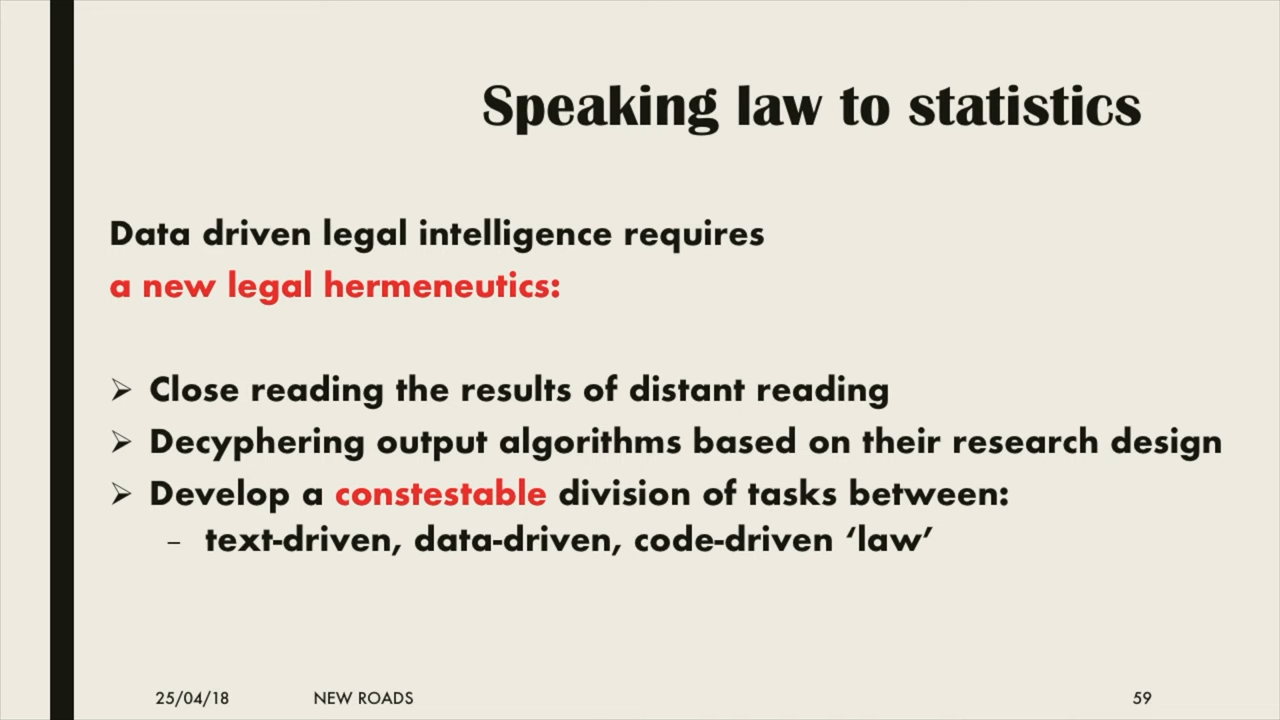 Speaking law to statistics
Data driven legal intelligence requires
a new legal hermeneutics:
➢ Close reading the results of distant reading
➢ Decyphering output algorithms based on their research design
➢ Develop a constestable division of tasks between:
– text-driven, data-driven, code-driven ‘law’
25/04/18 NEW ROADS 59